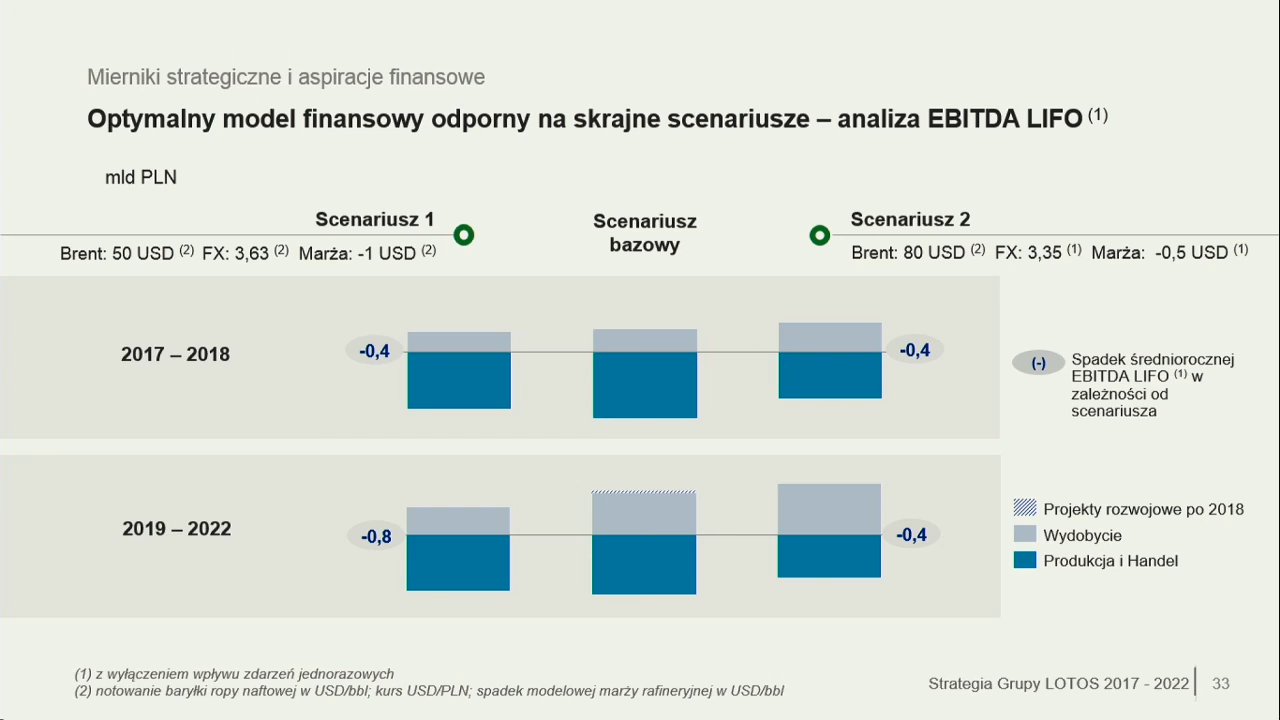 Mierniki strategiczne i aspiracje finansowe
Optymalny model finansowy odporny na skrajne scenariusze – analiza EBITDA LIFO (1)
mld PLN
Scenariusz 1
Brent: 50 USD (2) FX: 3,63 (2) Marża: -1 USD (2)
Scenariusz
bazowy
Scenariusz 2
Brent: 80 USD (2) FX: 3,35 (1) Marża: -0,5 USD (1)
2017 – 2018
-0,4
-0,4
(-)
Spadek średniorocznej
EBITDA LIFO (1) w
zależności od
scenariusza
2019 – 2022
-0,8
-0,4
Projekty rozwojowe po 2018
Wydobycie
Produkcja i Handel
(1) z wyłączeniem wpływu zdarzeń jednorazowych
(2) notowanie baryłki ropy naftowej w USD/bbl; kurs USD/PLN; spadek modelowej marży rafineryjnej w USD/bbl
Strategia Grupy LOTOS 2017 - 2022 33